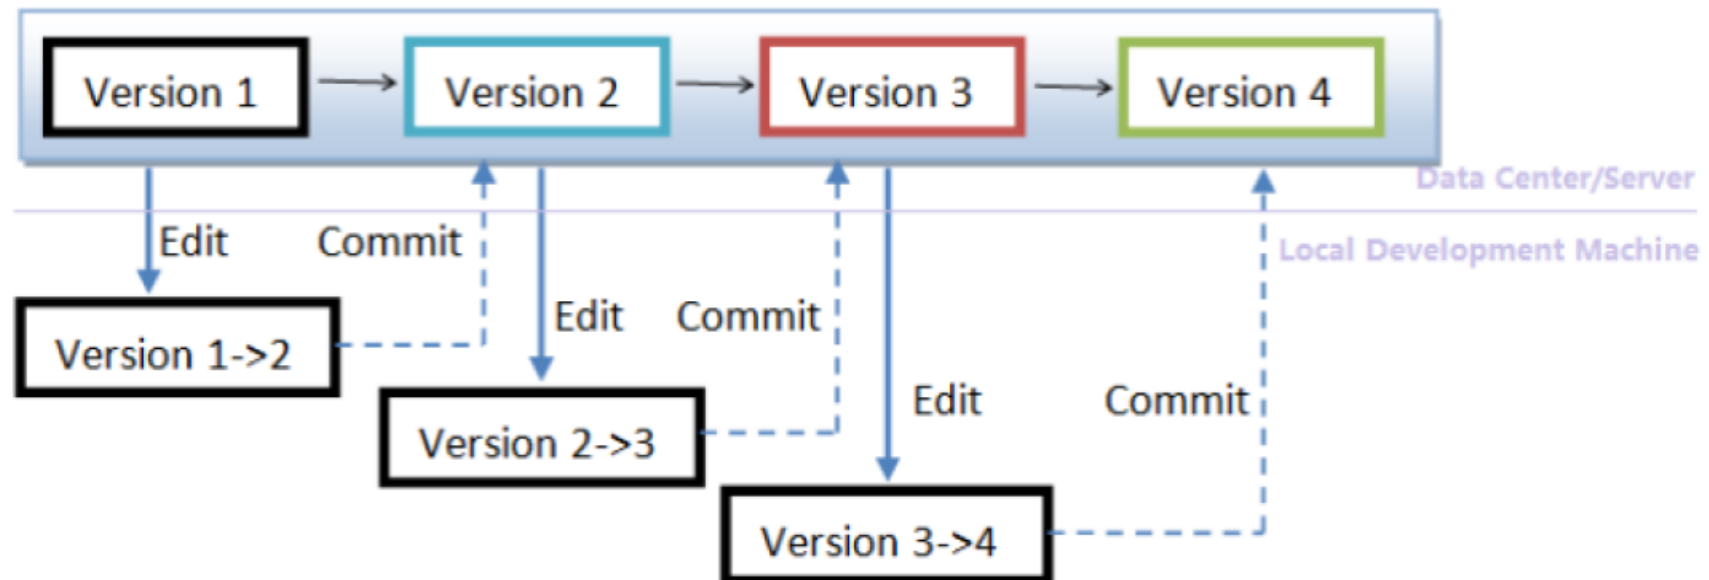 Version 1
Version 2
Version 3
Version 4
Data Center/Server
Edit
Commit
Local Development Machine
Edit
Commit
Version 1->2
Edit
Commit
Version 2->3
Version 3->4